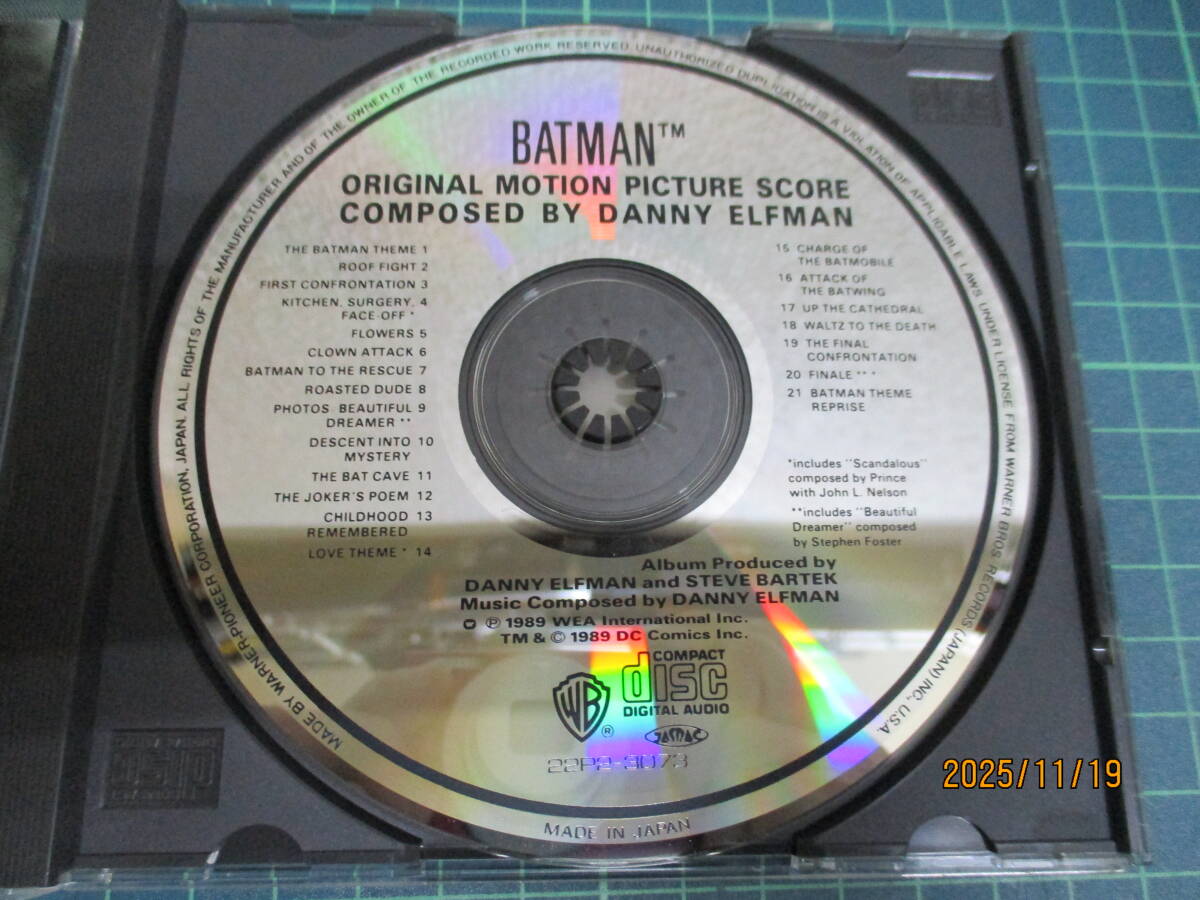 BATMAN™
ORIGINAL MOTION PICTURE SCORE
COMPOSED BY DANNY ELFMAN
THE BATMAN THEME 1
ROOF FIGHT 2
FIRST CONFRONTATION 3
KITCHEN, SURGERY, 4
FACE-OFF *
FLOWERS 5
CLOWN ATTACK 6
BATMAN TO THE RESCUE 7
ROASTED DUDE 8
PHOTOS BEAUTIFUL 9
DREAMER **
DESCENT INTO 10
MYSTERY
THE BAT CAVE 11
THE JOKER'S POEM 12
CHILDHOOD 13
REMEMBERED
LOVE THEME * 14
15 CHARGE OF
THE BATMOBILE
16 ATTACK OF
THE BATWING
17 UP THE CATHEDRAL
18 WALTZ TO THE DEATH
19 THE FINAL
CONFRONTATION
20 FINALE ** *
21 BATMAN THEME
REPRISE
*includes "Scandalous"
composed by Prince
with John L. Nelson
**includes "Beautiful
Dreamer" composed
by Stephen Foster
Album Produced by
DANNY ELFMAN and STEVE BARTEK
Music Composed by DANNY ELFMAN
℗ 1989 WEA International Inc.
TM & © 1989 DC Comics Inc.
WB
®
COMPACT
disc
DIGITAL AUDIO
JASRAC
22P2-3073
MADE BY WARNER-PIONEER CORPORATION, JAPAN. ALL RIGHTS OF THE MANUFACTURER AND OF THE OWNER OF THE RECORDED WORK RESERVED. UNAUTHORIZED DUPLICATION IS A VIOLATION OF APPLICABLE LAWS. UNDER LICENSE FROM WARNER BROS. RECORDS (JAPAN) INC., U.S.A.
MADE IN JAPAN
2025/11/19